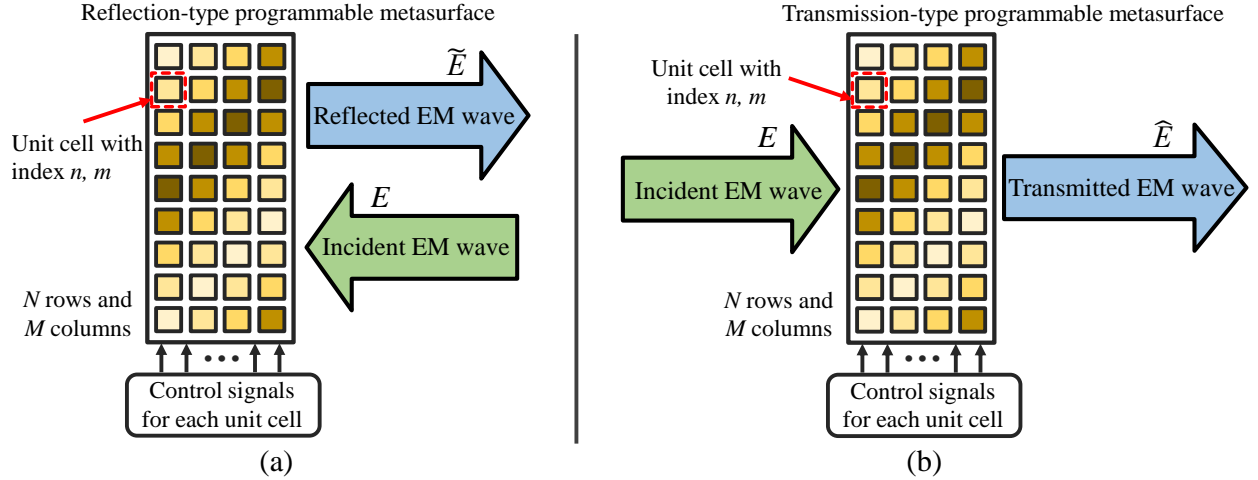 Reflection-type programmable metasurface
Ẽ
Reflected EM wave
Unit cell with
index n, m
E
Incident EM wave
N rows and
M columns
Control signals
for each unit cell
(a)
Transmission-type programmable metasurface
Unit cell with
index n, m
E
Incident EM wave
Ê
Transmitted EM wave
N rows and
M columns
Control signals
for each unit cell
(b)